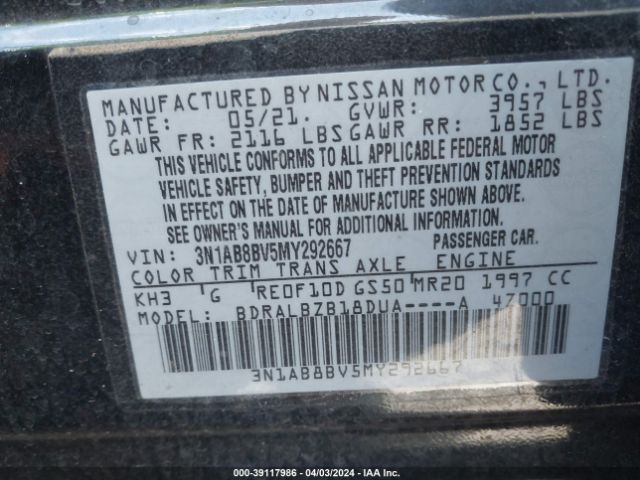 MANUFACTURED BY NISSAN MOTOR CO., LTD.
DATE: 05/21. GVWR: 3957 LBS
GAWR FR: 2116 LBS GAWR RR: 1852 LBS
THIS VEHICLE CONFORMS TO ALL APPLICABLE FEDERAL MOTOR
VEHICLE SAFETY, BUMPER AND THEFT PREVENTION STANDARDS
IN EFFECT ON THE DATE OF MANUFACTURE SHOWN ABOVE.
SEE OWNER'S MANUAL FOR ADDITIONAL INFORMATION.
VIN: 3N1AB8BV5MY292667 PASSENGER CAR.
COLOR TRIM TRANS AXLE ENGINE
KH3 G RE0F10D GS50 MR20 1997 CC
MODEL: BDRALBZB18DUA----A 47000
3N1AB8BV5MY292667
000-39117986 - 04/03/2024 - IAA Inc.